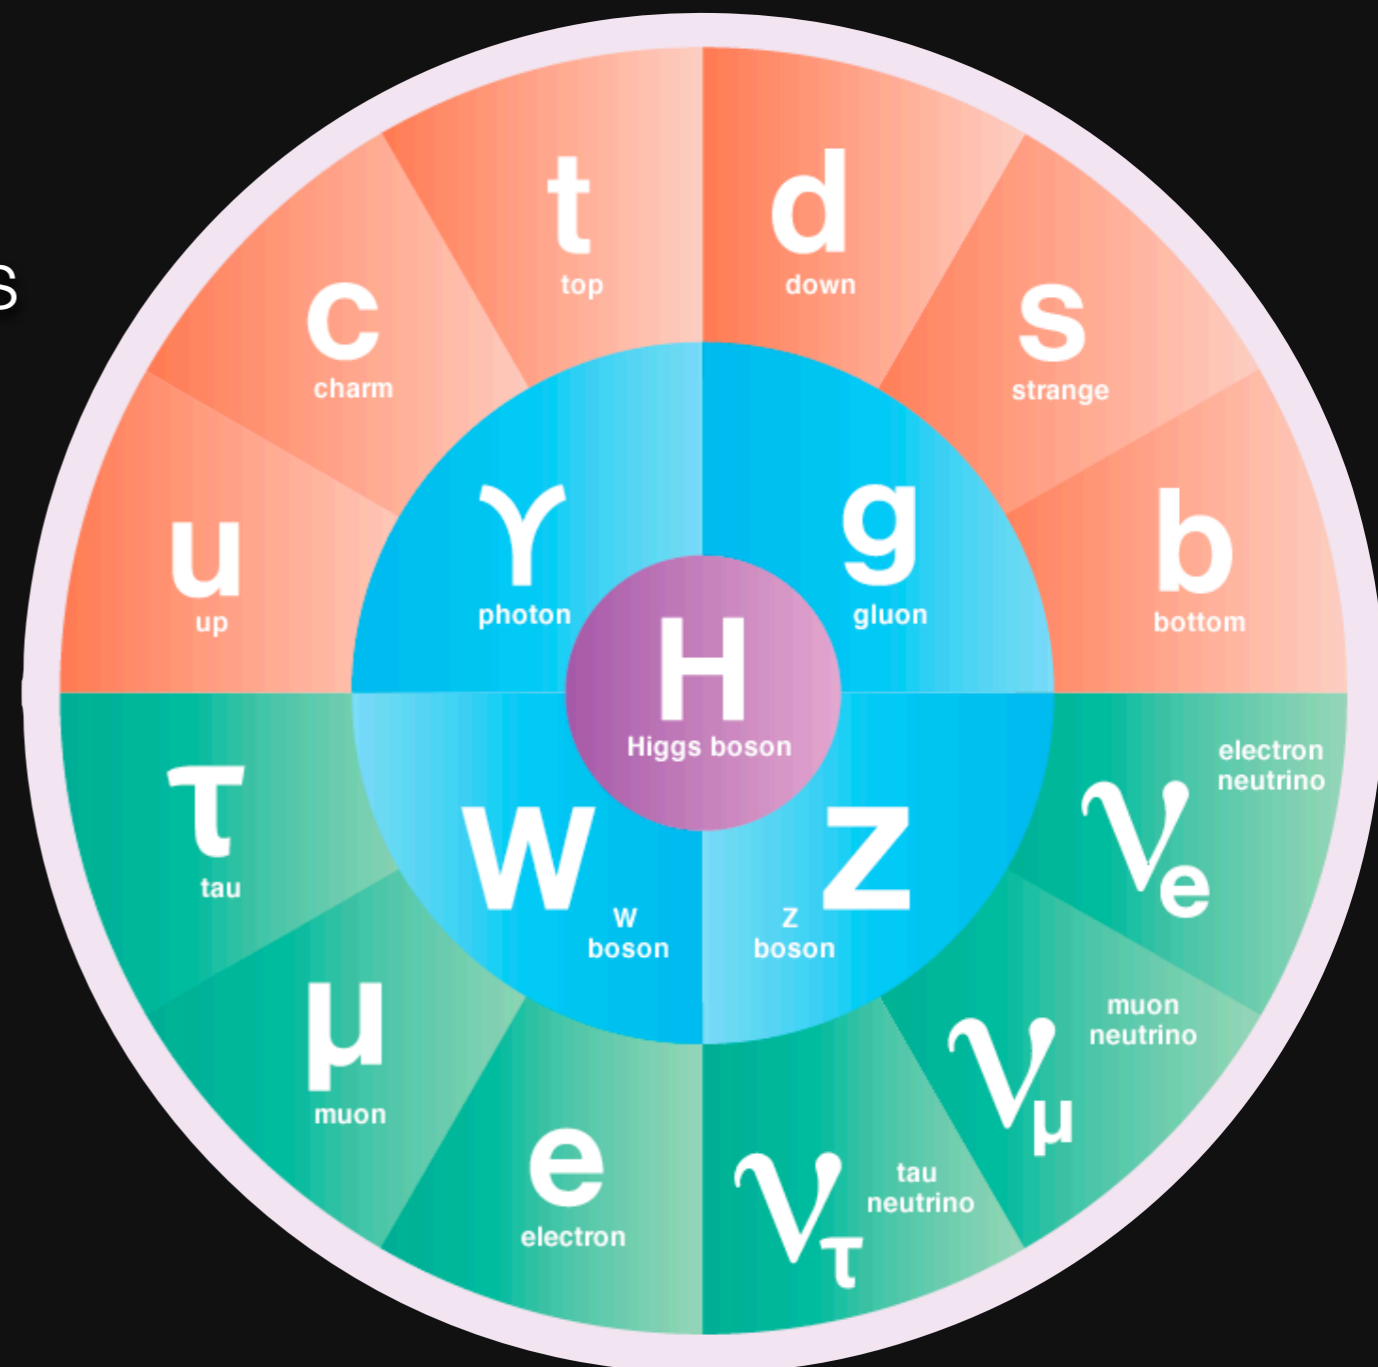 s
t
top
d
down
c
charm
s
strange
u
up
b
bottom
γ
photon
g
gluon
H
Higgs boson
τ
tau
W
W
boson
Z
Z
boson
electron
neutrino
νe
μ
muon
muon
neutrino
νμ
e
electron
tau
neutrino
ντ